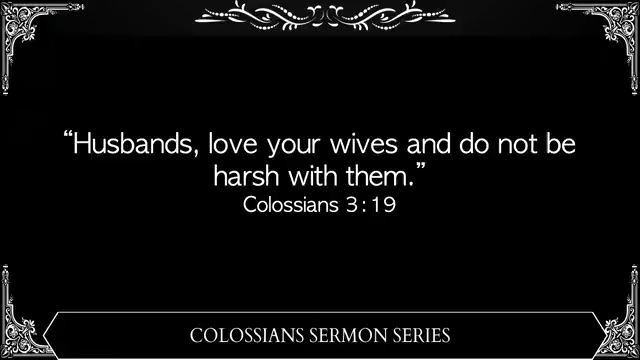 “Husbands, love your wives and do not be
harsh with them.”
Colossians 3:19
COLOSSIANS SERMON SERIES